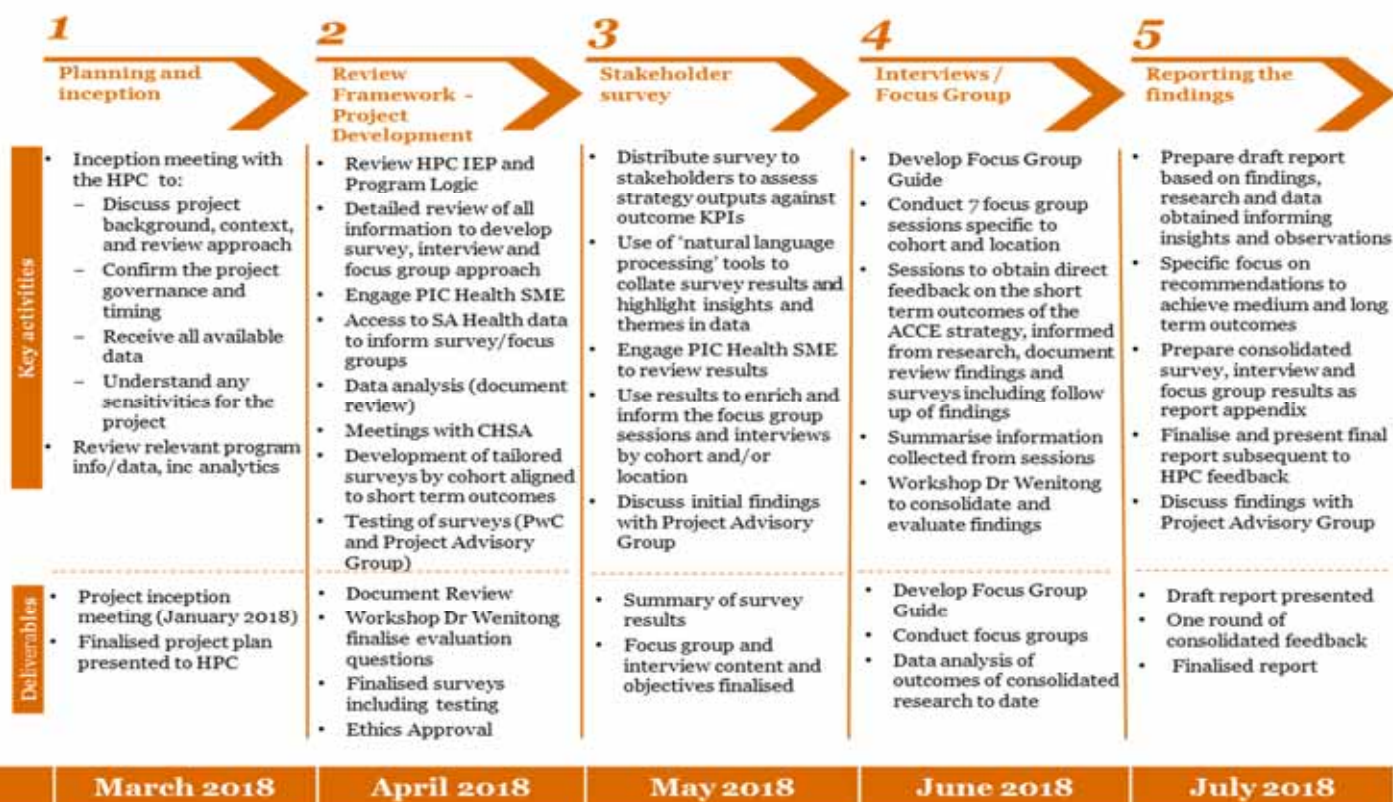 1
Planning and
inception
2
Review
Framework -
Project
Development
3
Stakeholder
survey
4
Interviews /
Focus Group
5
Reporting the
findings
Key activities
• Inception meeting with
the HPC to:
– Discuss project
background, context,
and review approach
– Confirm the project
governance and
timing
– Receive all available
data
– Understand any
sensitivities for the
project
• Review relevant program
info/data, inc analytics
• Review HPC IEP and
Program Logic
• Detailed review of all
information to develop
survey, interview and
focus group approach
• Engage PIC Health SME
• Access to SA Health data
to inform survey/focus
groups
• Data analysis (document
review)
• Meetings with CHSA
• Development of tailored
surveys by cohort aligned
to short term outcomes
• Testing of surveys (PwC
and Project Advisory
Group)
• Distribute survey to
stakeholders to assess
strategy outputs against
outcome KPIs
• Use of 'natural language
processing' tools to
collate survey results and
highlight insights and
themes in data
• Engage PIC Health SME
to review results
• Use results to enrich and
inform the focus group
sessions and interviews
by cohort and/or
location
• Discuss initial findings
with Project Advisory
Group
• Develop Focus Group
Guide
• Conduct 7 focus group
sessions specific to
cohort and location
• Sessions to obtain direct
feedback on the short
term outcomes of the
ACCE strategy, informed
from research, document
review findings and
surveys including follow
up of findings
• Summarise information
collected from sessions
• Workshop Dr Wenitong
to consolidate and
evaluate findings
• Prepare draft report
based on findings,
research and data
obtained informing
insights and observations
• Specific focus on
recommendations to
achieve medium and long
term outcomes
• Prepare consolidated
survey, interview and
focus group results as
report appendix
• Finalise and present final
report subsequent to
HPC feedback
• Discuss findings with
Project Advisory Group
Deliverables
• Project inception
meeting (January 2018)
• Finalised project plan
presented to HPC
• Document Review
• Workshop Dr Wenitong
finalise evaluation
questions
• Finalised surveys
including testing
• Ethics Approval
• Summary of survey
results
• Focus group and
interview content and
objectives finalised
• Develop Focus Group
Guide
• Conduct focus groups
• Data analysis of
outcomes of consolidated
research to date
• Draft report presented
• One round of
consolidated feedback
• Finalised report
March 2018
April 2018
May 2018
June 2018
July 2018